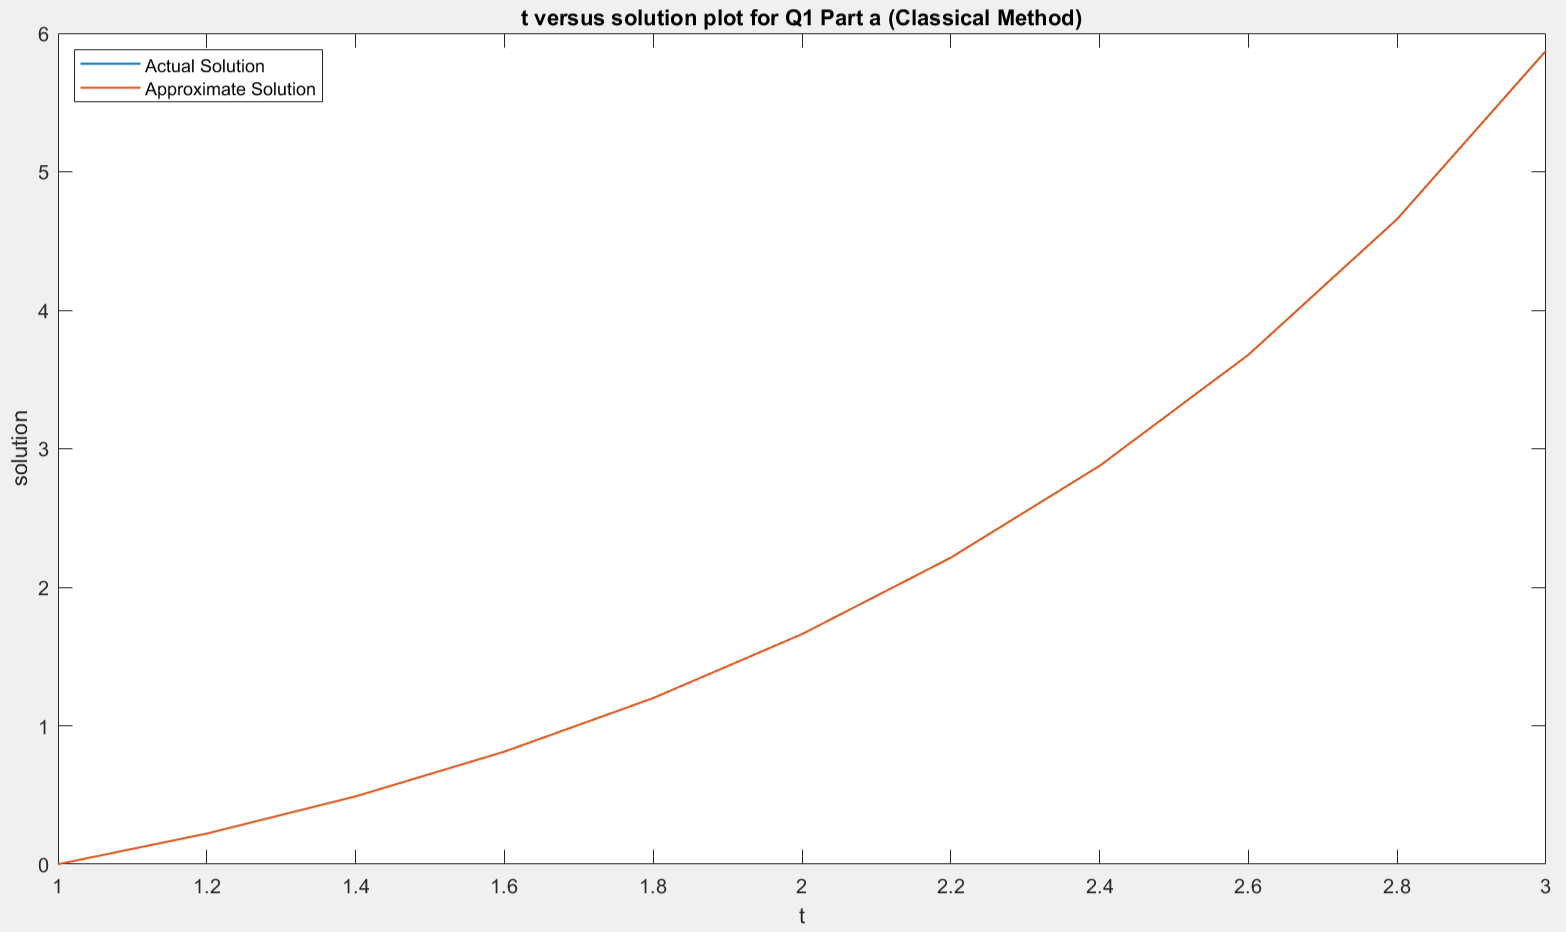 t versus solution plot for Q1 Part a (Classical Method)
Actual Solution
Approximate Solution
6
5
4
3
2
1
0
solution
1 1.2 1.4 1.6 1.8 2 2.2 2.4 2.6 2.8 3
t